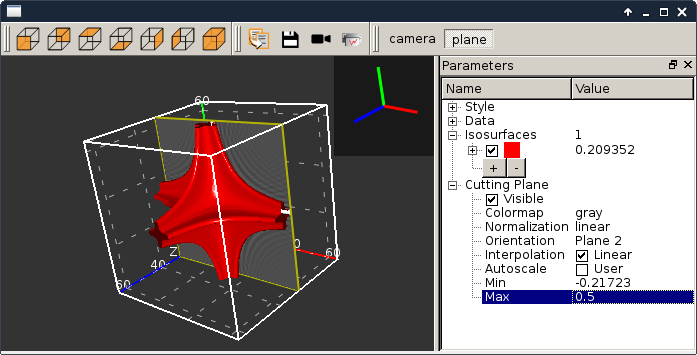 camera plane
Parameters
Name Value
Style
Data
Isosurfaces 1
0.209352
+ -
Cutting Plane
Visible
Colormap gray
Normalization linear
Orientation Plane 2
Interpolation Linear
Autoscale User
Min -0.21723
Max 0.5
60
Z
0
60
40
60